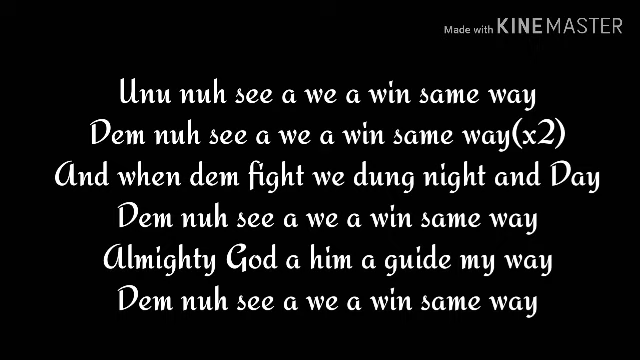 Made with KINEMASTER
Unu nuh see a we a win same way
Dem nuh see a we a win same way(x2)
And when dem fight we dung night and Day
Dem nuh see a we a win same way
Almighty God a him a guide my way
Dem nuh see a we a win same way